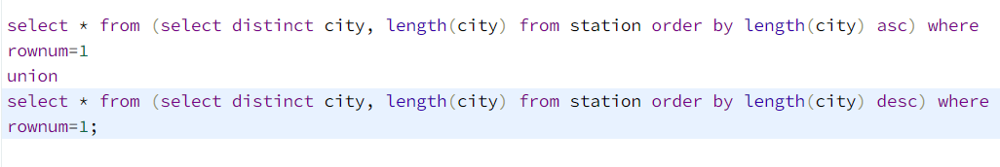 select * from (select distinct city, length(city) from station order by length(city) asc) where
rownum=1
union
select * from (select distinct city, length(city) from station order by length(city) desc) where
rownum=1;